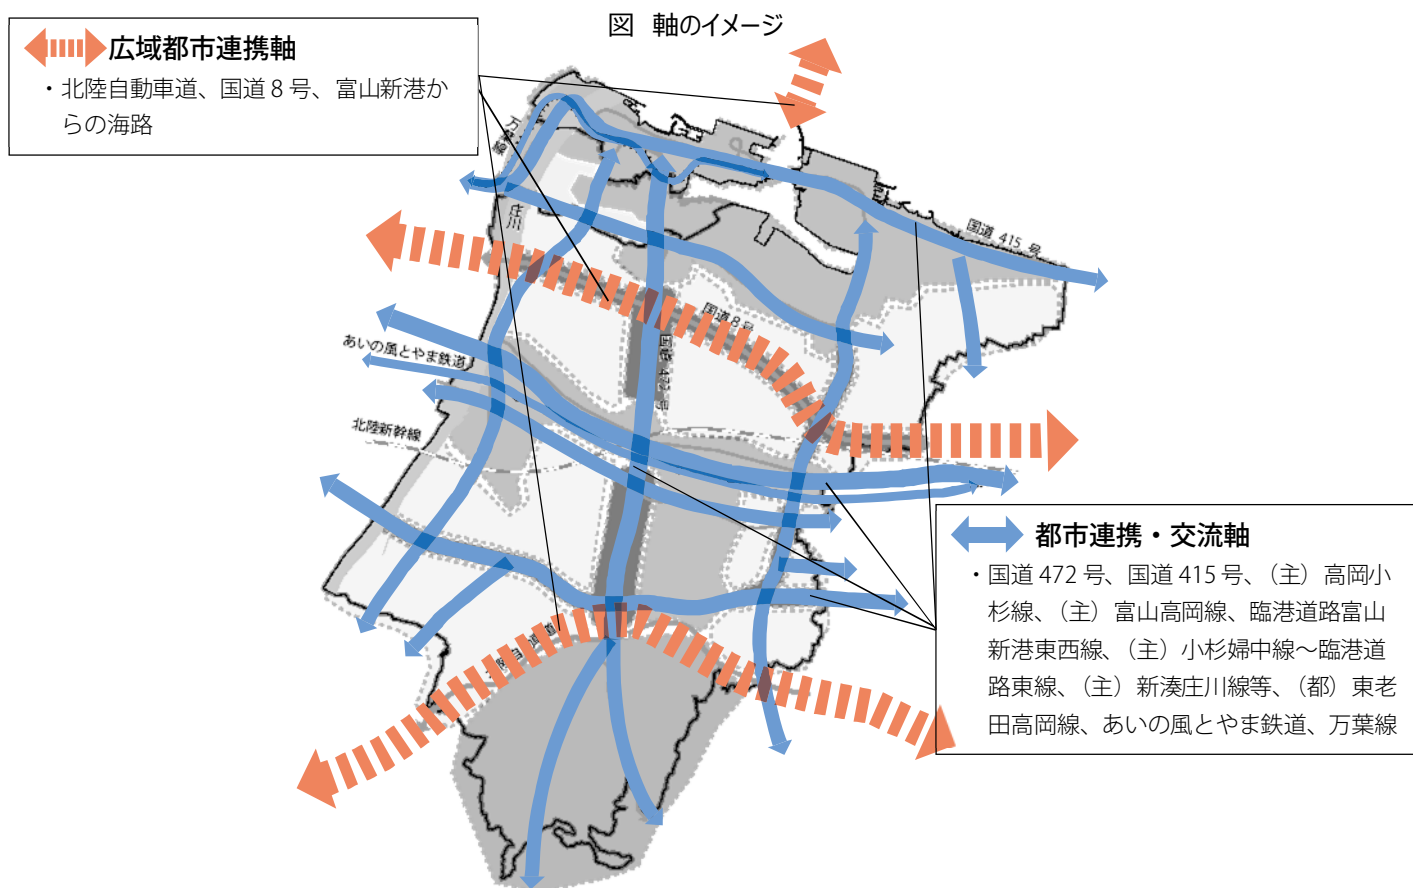 図 軸のイメージ
広域都市連携軸
・北陸自動車道、国道8号、富山新港か
らの海路
庄川
国道 415 号
国道8号
国道 472 号
あいの風とやま鉄道
北陸新幹線
都市連携・交流軸
・国道 472 号、国道 415 号、（主）高岡小
杉線、（主）富山高岡線、臨港道路富山
新港東西線、（主）小杉婦中線～臨港道
路東線、（主）新湊庄川線等、（都）東老
田高岡線、あいの風とやま鉄道、万葉線